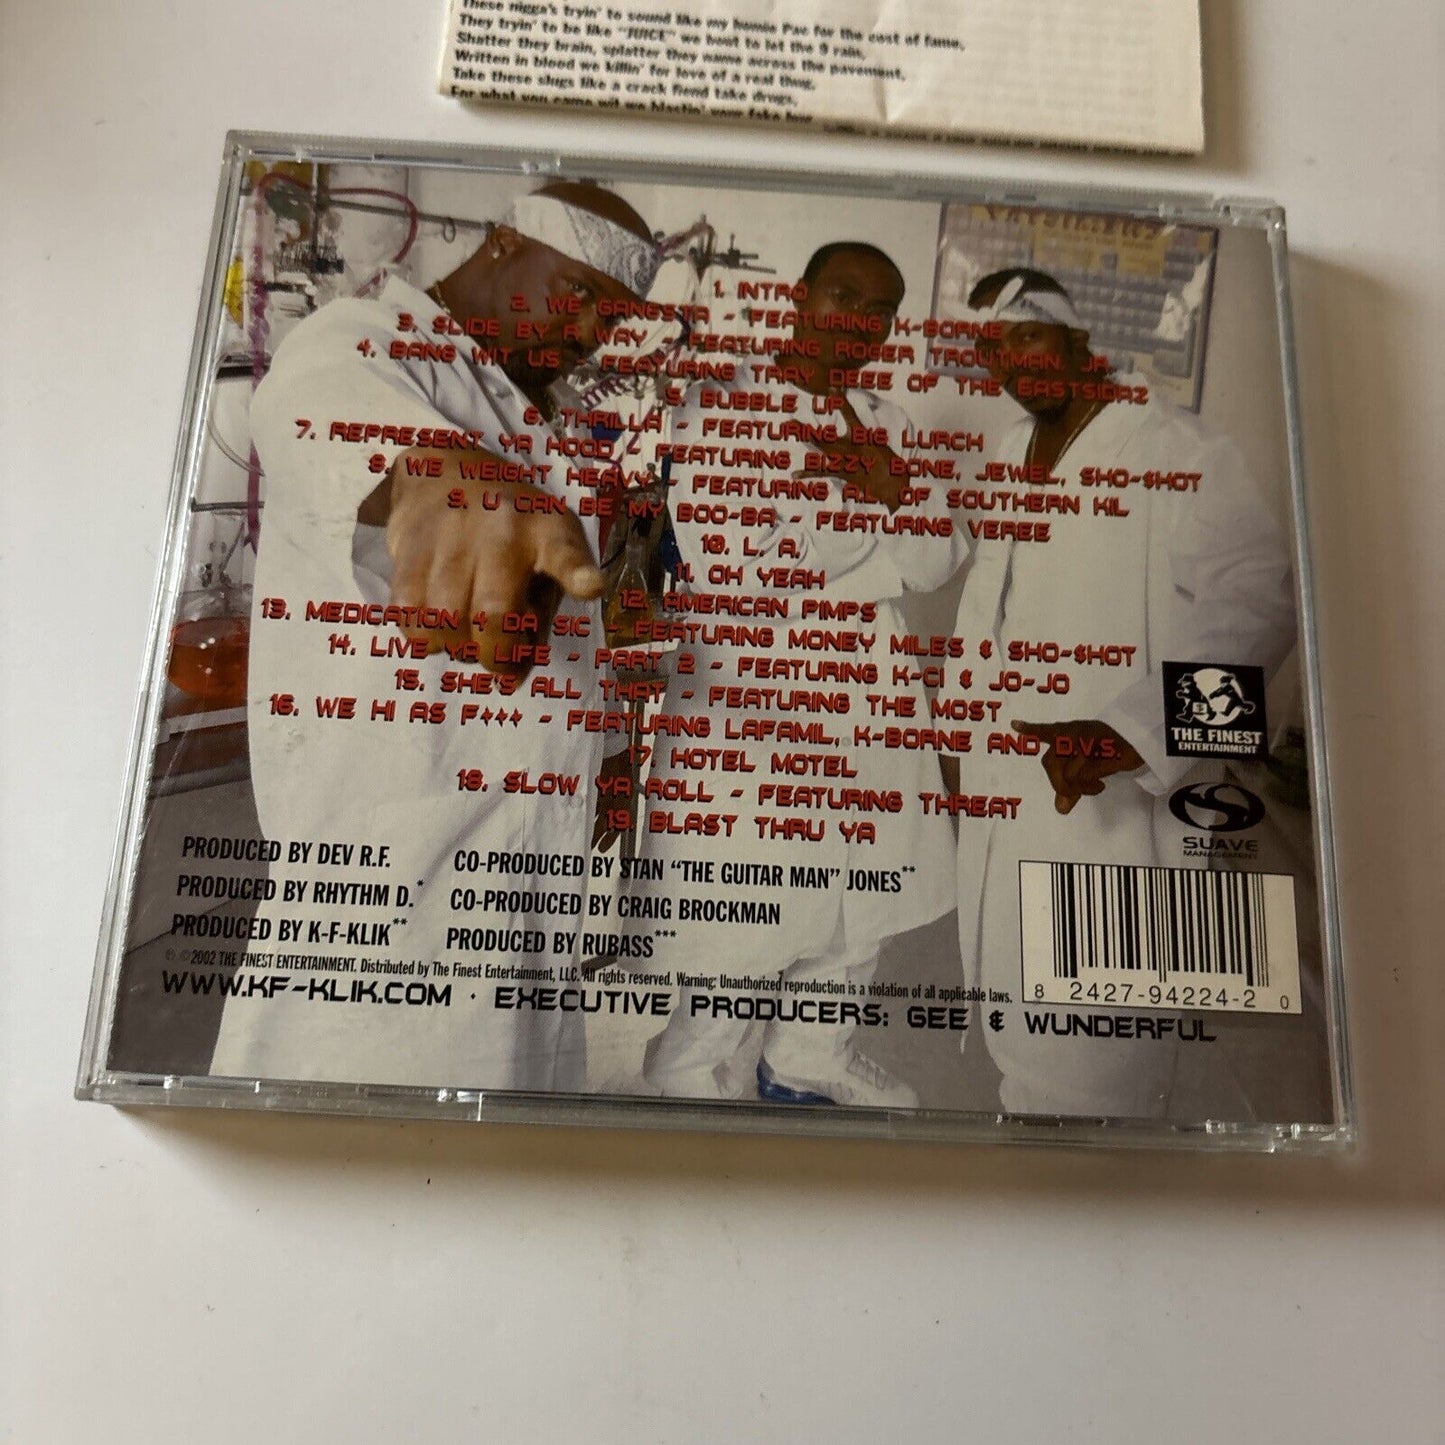 These nigga's tryin' to sound like my homie Pac for the cost of fame,
They tryin' to be like "JUICE" we bout to let the 9 rain,
Shatter they brain, splatter they name across the pavement,
Written in blood we killin' for love of a real thug,
Take these slugs like a crack fiend take drugs,
For what you came wit we blastin' your fake
1. INTRO
2. WE GANGSTA - FEATURING K-BORNE
3. SLIDE BY R WAY - FEATURING ROGER TROUTMAN JR.
4. BANG WIT US - FEATURING TRAY DEEE OF THE EASTSIDAZ
5. BUBBLE UP
6. THRILLA - FEATURING BIG LURCH
7. REPRESENT YA HOOD - FEATURING BIZZY BONE, JEWEL, SHO-$HOT
8. WE WEIGHT HEAVY - FEATURING A.L. OF SOUTHERN KIL
9. U CAN BE MY BOO-BA - FEATURING VEREE
10. L. A.
11. OH YEAH
12. AMERICAN PIMPS
13. MEDICATION 4 DA SIC - FEATURING MONEY MILES & SHO-$HOT
14. LIVE YA LIFE - PART 2 - FEATURING K-CI & JO-JO
15. SHE'S ALL THAT - FEATURING THE MOST
16. WE HI AS F*** - FEATURING LAFAMIL, K-BORNE AND D.V.S.
17. HOTEL MOTEL
18. SLOW YA ROLL - FEATURING THREAT
19. BLAST THRU YA
THE FINEST
ENTERTAINMENT
SUAVE
MANAGEMENT
PRODUCED BY DEV R.F.
PRODUCED BY RHYTHM D.*
PRODUCED BY K-F-KLIK**
CO-PRODUCED BY STAN "THE GUITAR MAN" JONES**
CO-PRODUCED BY CRAIG BROCKMAN
PRODUCED BY RUBASS***
℗ ©2002 THE FINEST ENTERTAINMENT. Distributed by The Finest Entertainment, LLC. All rights reserved. Warning: Unauthorized reproduction is a violation of all applicable laws.
WWW.KF-KLIK.COM · EXECUTIVE PRODUCERS: GEE & WUNDERFUL
8 2427-94224-2 0